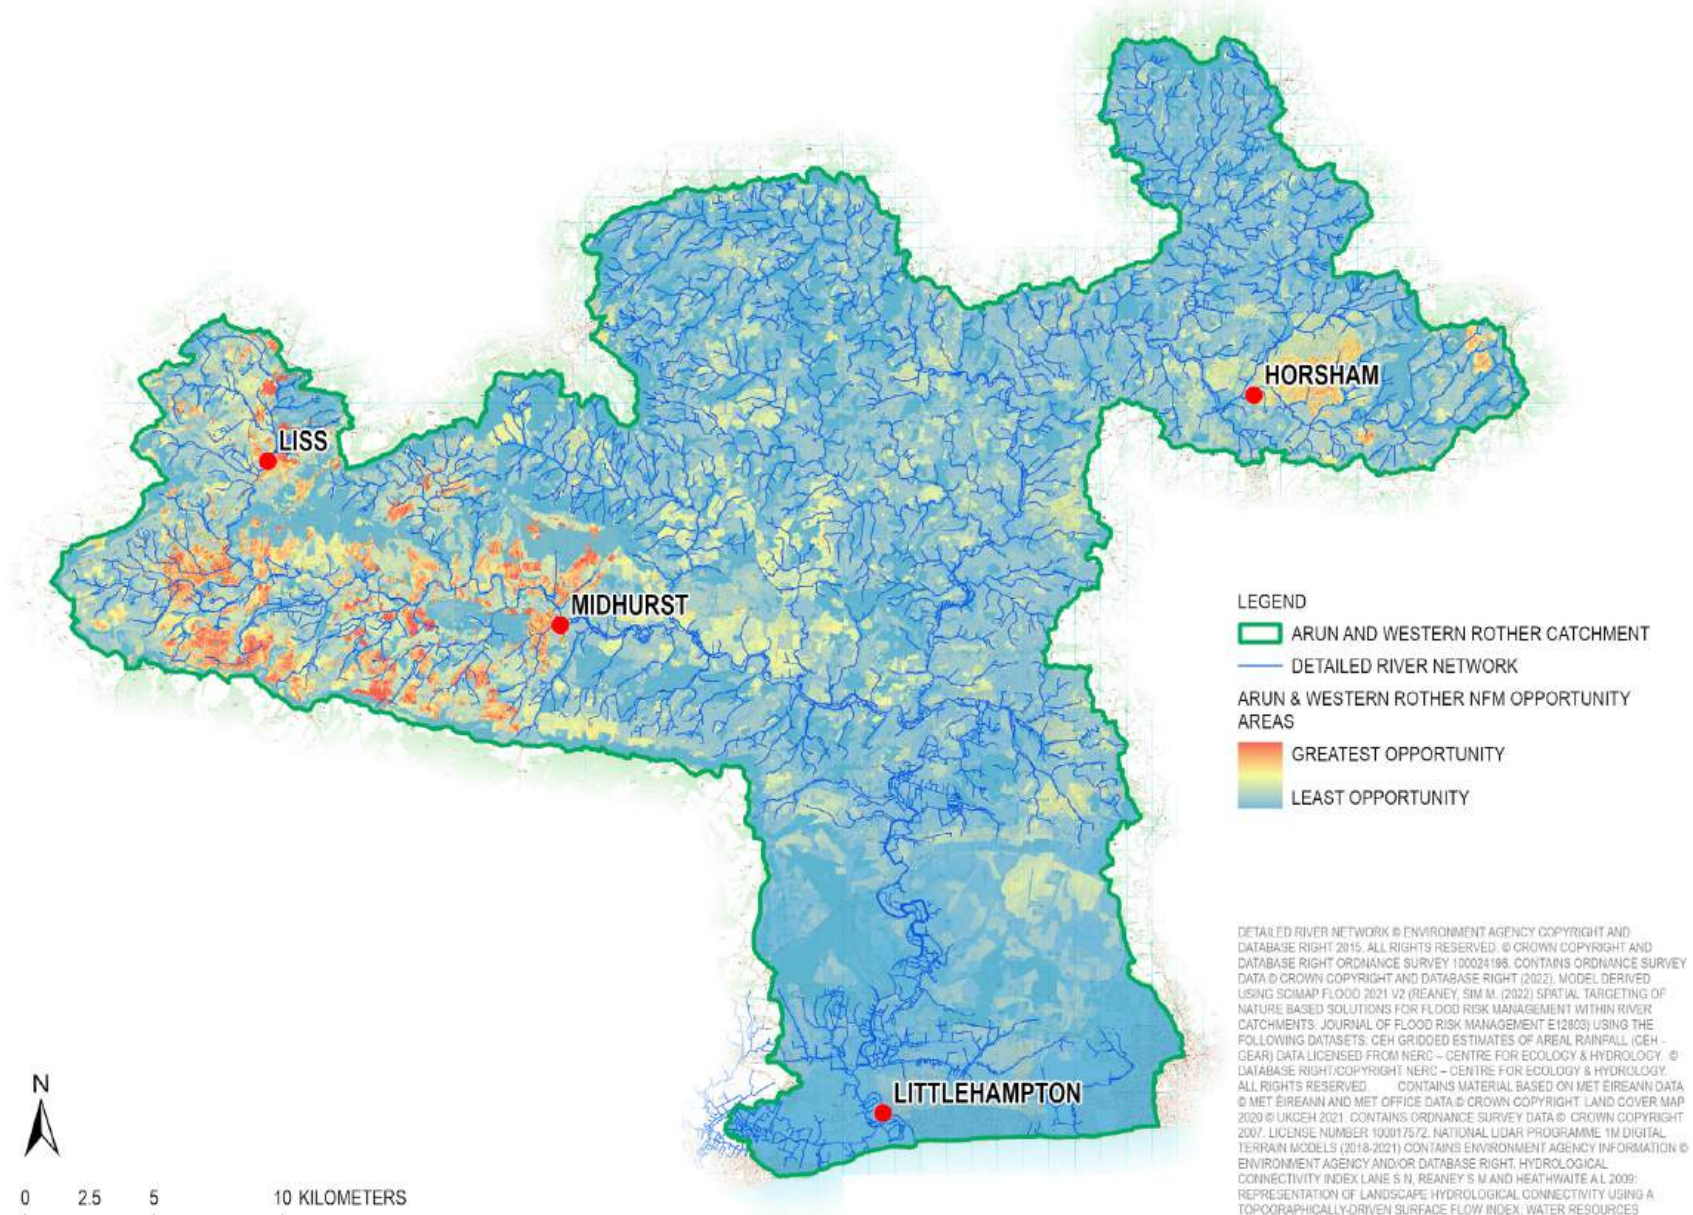 HORSHAM
LISS
MIDHURST
LITTLEHAMPTON
LEGEND
ARUN AND WESTERN ROTHER CATCHMENT
DETAILED RIVER NETWORK
ARUN & WESTERN ROTHER NFM OPPORTUNITY
AREAS
GREATEST OPPORTUNITY
LEAST OPPORTUNITY
DETAILED RIVER NETWORK © ENVIRONMENT AGENCY COPYRIGHT AND
DATABASE RIGHT 2015. ALL RIGHTS RESERVED. © CROWN COPYRIGHT AND
DATABASE RIGHT ORDNANCE SURVEY 100024198. CONTAINS ORDNANCE SURVEY
DATA © CROWN COPYRIGHT AND DATABASE RIGHT (2022). MODEL DERIVED
USING SCIMAP FLOOD 2021 V2 (REANEY, SIM M. (2022) SPATIAL TARGETING OF
NATURE BASED SOLUTIONS FOR FLOOD RISK MANAGEMENT WITHIN RIVER
CATCHMENTS. JOURNAL OF FLOOD RISK MANAGEMENT E12803) USING THE
FOLLOWING DATASETS: CEH GRIDDED ESTIMATES OF AREAL RAINFALL (CEH -
GEAR) DATA LICENSED FROM NERC – CENTRE FOR ECOLOGY & HYDROLOGY. ©
DATABASE RIGHT/COPYRIGHT NERC – CENTRE FOR ECOLOGY & HYDROLOGY.
ALL RIGHTS RESERVED. CONTAINS MATERIAL BASED ON MET ÉIREANN DATA
© MET ÉIREANN AND MET OFFICE DATA © CROWN COPYRIGHT. LAND COVER MAP
2020 © UKCEH 2021. CONTAINS ORDNANCE SURVEY DATA © CROWN COPYRIGHT
2007. LICENSE NUMBER 100017572. NATIONAL LIDAR PROGRAMME 1M DIGITAL
TERRAIN MODELS (2018-2021) CONTAINS ENVIRONMENT AGENCY INFORMATION ©
ENVIRONMENT AGENCY AND/OR DATABASE RIGHT. HYDROLOGICAL
CONNECTIVITY INDEX LANE S N, REANEY S M AND HEATHWAITE A L 2009:
REPRESENTATION OF LANDSCAPE HYDROLOGICAL CONNECTIVITY USING A
TOPOGRAPHICALLY-DRIVEN SURFACE FLOW INDEX. WATER RESOURCES
N
0 2.5 5 10 KILOMETERS